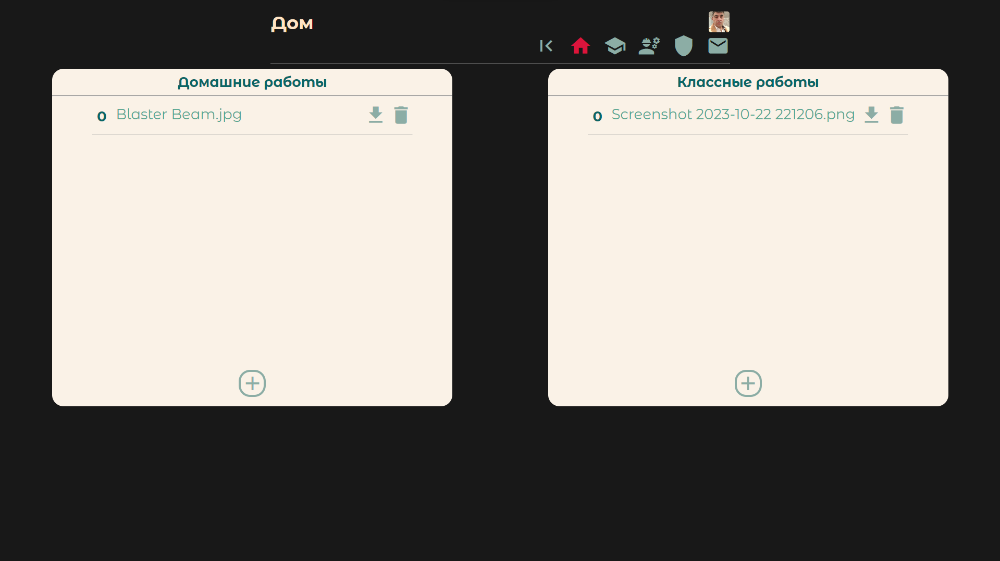 Дом
Домашние работы
0 Blaster Beam.jpg
Классные работы
0 Screenshot 2023-10-22 221206.png